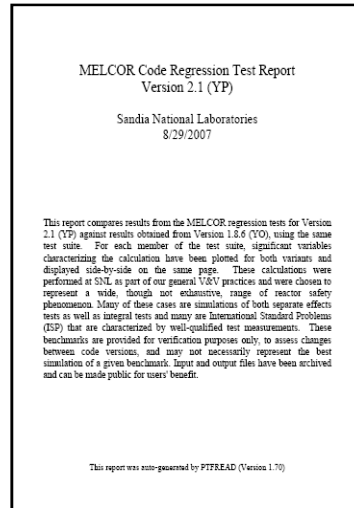 MELCOR Code Regression Test Report
Version 2.1 (YP)
Sandia National Laboratories
8/29/2007
This report compares results from the MELCOR regression tests for Version
2.1 (YP) against results obtained from Version 1.8.6 (YO), using the same
test suite. For each member of the test suite, significant variables
characterizing the calculation have been plotted for both variants and
displayed side-by-side on the same page. These calculations were
performed at SNL as part of our general V&V practices and were chosen to
represent a wide, though not exhaustive, range of reactor safety
phenomenon. Many of these cases are simulations of both separate effects
tests as well as integral tests and many are International Standard Problems
(ISP) that are characterized by well-qualified test measurements. These
benchmarks are provided for verification purposes only, to assess changes
between code versions, and may not necessarily represent the best
simulation of a given benchmark. Input and output files have been archived
and can be made public for users' benefit.
This report was auto-generated by PTFREAD (Version 1.70)